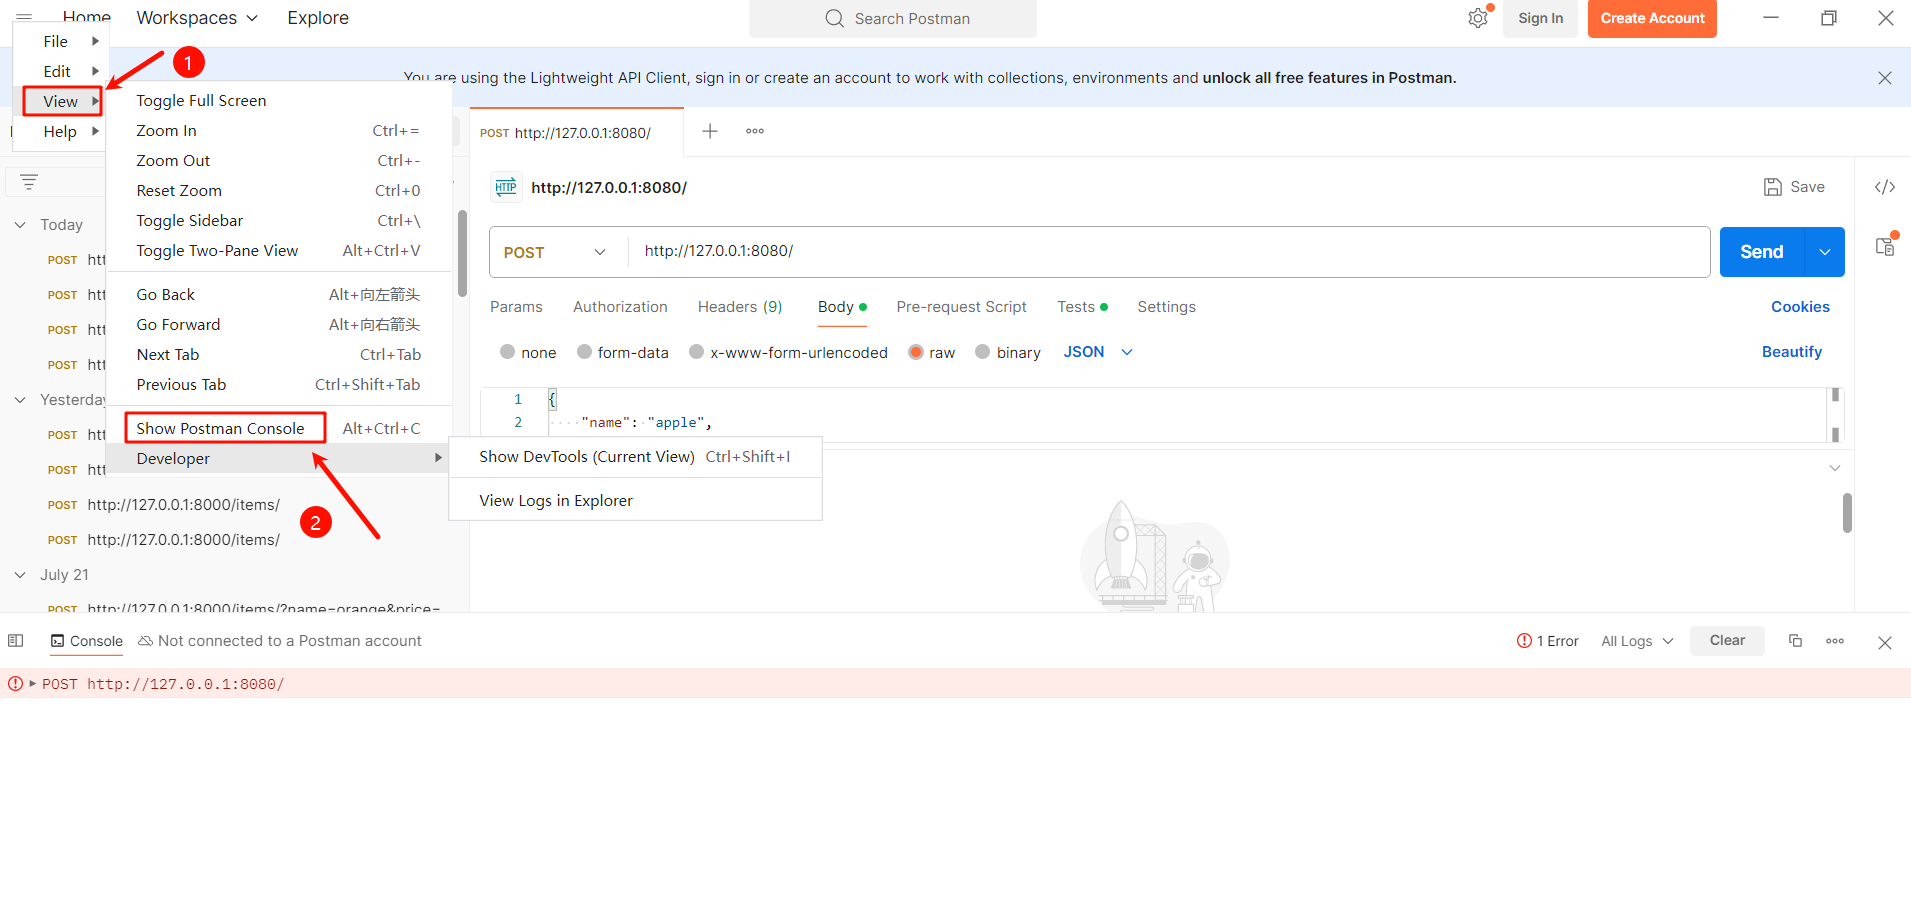 Home Workspaces Explore Search Postman Sign In Create Account
File
Edit
View
Help
1
You are using the Lightweight API Client, sign in or create an account to work with collections, environments and unlock all free features in Postman.
Toggle Full Screen
Zoom In Ctrl+=
Zoom Out Ctrl+-
Reset Zoom Ctrl+0
Toggle Sidebar Ctrl+\
Toggle Two-Pane View Alt+Ctrl+V
Go Back Alt+向左箭头
Go Forward Alt+向右箭头
Next Tab Ctrl+Tab
Previous Tab Ctrl+Shift+Tab
Show Postman Console Alt+Ctrl+C
Developer
Show DevTools (Current View) Ctrl+Shift+I
View Logs in Explorer
2
Today
POST htt
POST htt
POST htt
POST htt
Yesterday
POST htt
POST htt
POST http://127.0.0.1:8000/items/
POST http://127.0.0.1:8000/items/
July 21
POST http://127.0.0.1:8000/items/?name=orange&price=
POST http://127.0.0.1:8080/
HTTP http://127.0.0.1:8080/ Save
POST http://127.0.0.1:8080/ Send
Params Authorization Headers (9) Body Pre-request Script Tests Settings Cookies
none form-data x-www-form-urlencoded raw binary JSON Beautify
1 {
2 "name": "apple",
Console Not connected to a Postman account 1 Error All Logs Clear
POST http://127.0.0.1:8080/